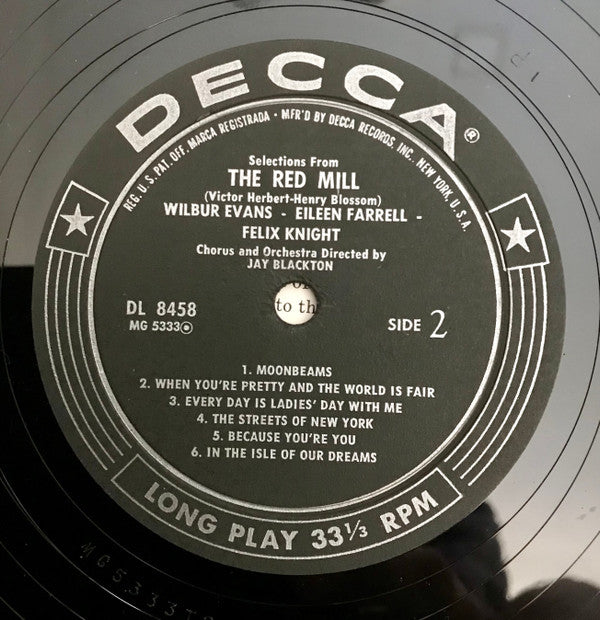 DECCA®
REG. U.S. PAT. OFF. MARCA REGISTRADA • MFR'D BY DECCA RECORDS, INC., NEW YORK, U.S.A.
Selections From
THE RED MILL
(Victor Herbert-Henry Blossom)
WILBUR EVANS - EILEEN FARRELL -
FELIX KNIGHT
Chorus and Orchestra Directed by
JAY BLACKTON
to th
DL 8458
MG 5333
SIDE 2
1. MOONBEAMS
2. WHEN YOU'RE PRETTY AND THE WORLD IS FAIR
3. EVERY DAY IS LADIES' DAY WITH ME
4. THE STREETS OF NEW YORK
5. BECAUSE YOU'RE YOU
6. IN THE ISLE OF OUR DREAMS
LONG PLAY 33⅓ RPM